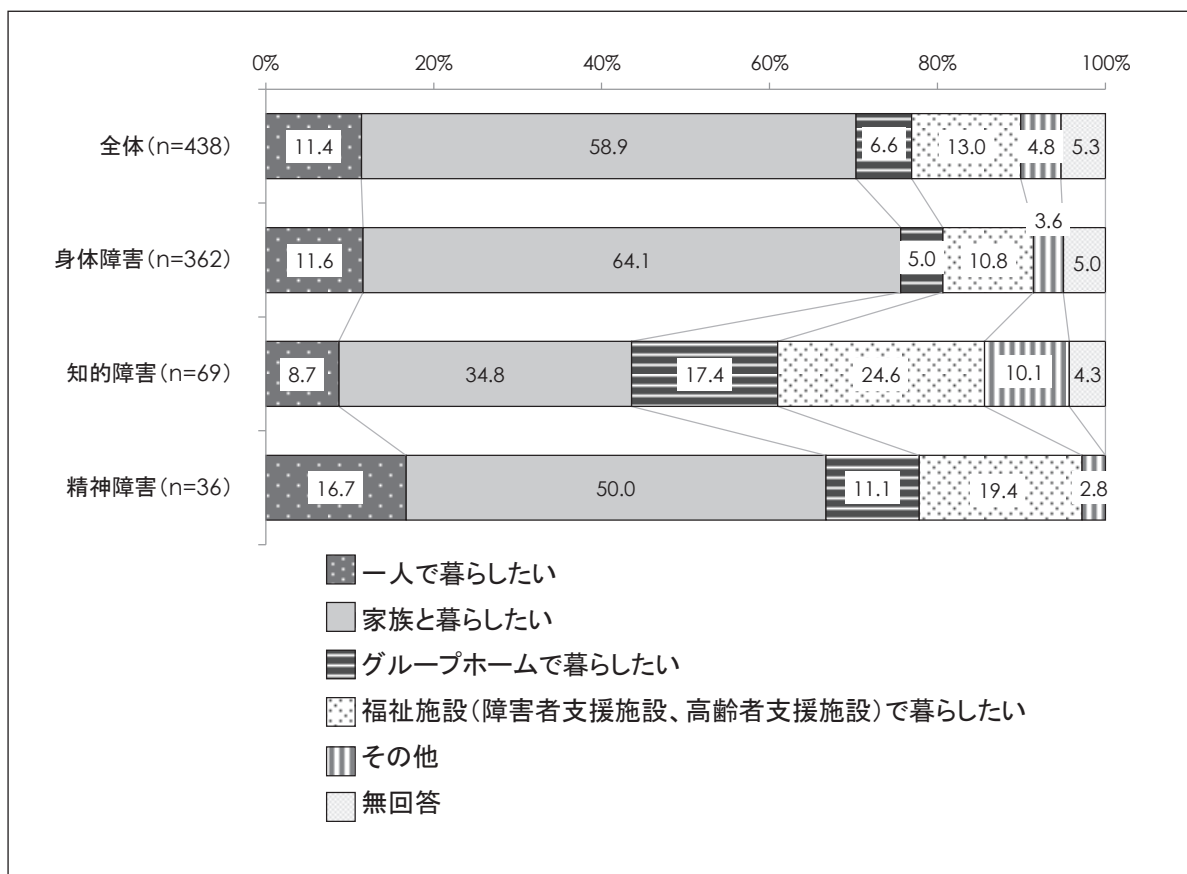 0% 20% 40% 60% 80% 100%
全体(n=438) 11.4 58.9 6.6 13.0 4.8 5.3
身体障害(n=362) 11.6 64.1 5.0 10.8 3.6 5.0
知的障害(n=69) 8.7 34.8 17.4 24.6 10.1 4.3
精神障害(n=36) 16.7 50.0 11.1 19.4 2.8
一人で暮らしたい
家族と暮らしたい
グループホームで暮らしたい
福祉施設(障害者支援施設、高齢者支援施設)で暮らしたい
その他
無回答